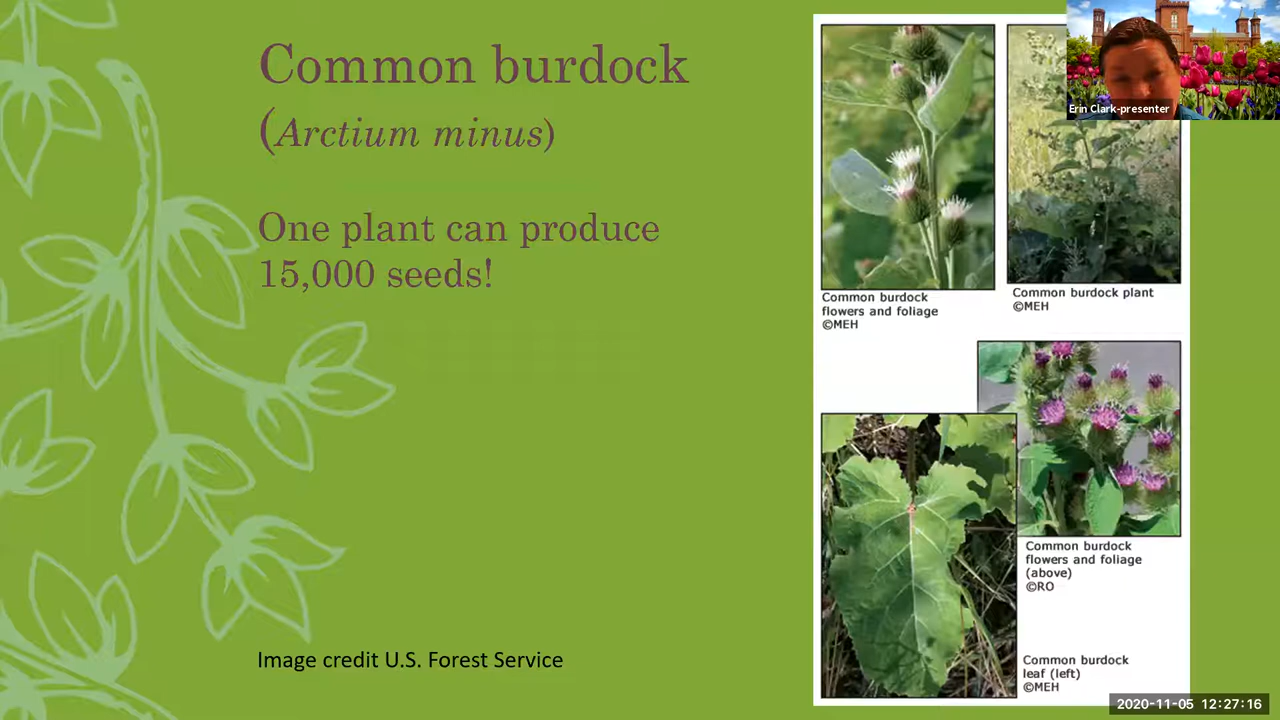 Common burdock
(Arctium minus)
One plant can produce
15,000 seeds!
Image credit U.S. Forest Service
Common burdock
flowers and foliage
©MEH
Common burdock plant
©MEH
Common burdock
flowers and foliage
(above)
©RO
Common burdock
leaf (left)
©MEH
Erin Clark-presenter
2020-11-05 12:27:16